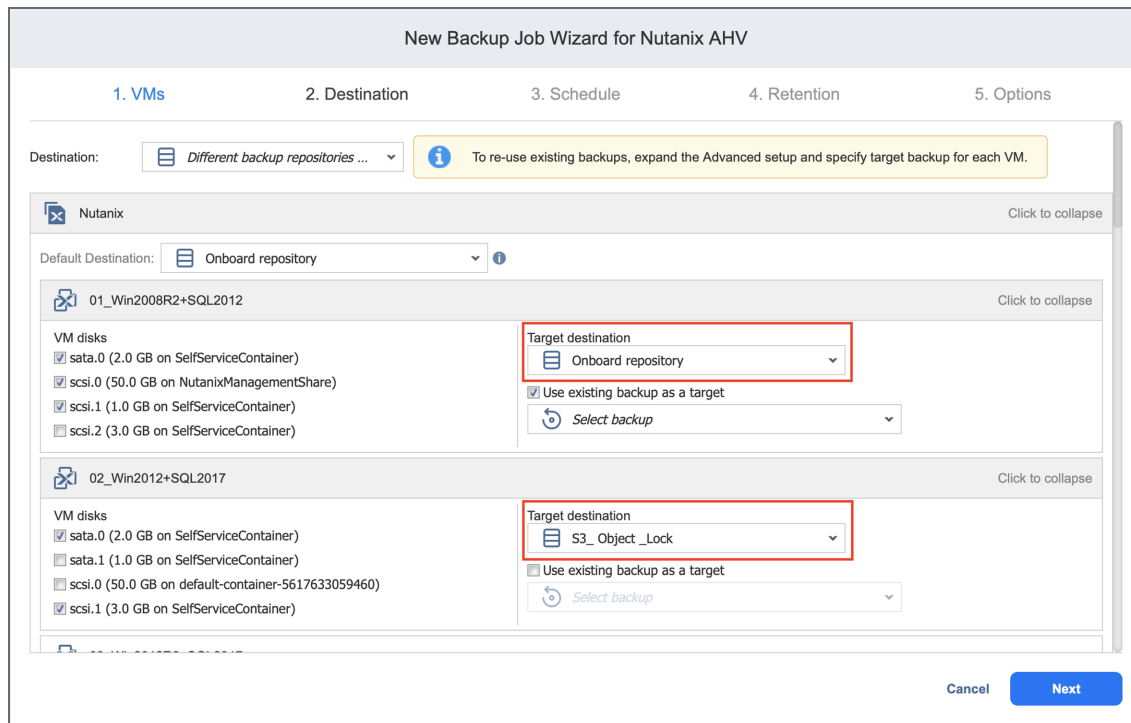 New Backup Job Wizard for Nutanix AHV
1. VMs 2. Destination 3. Schedule 4. Retention 5. Options
Destination: Different backup repositories ... To re-use existing backups, expand the Advanced setup and specify target backup for each VM.
Nutanix Click to collapse
Default Destination: Onboard repository
01_Win2008R2+SQL2012 Click to collapse
VM disks
sata.0 (2.0 GB on SelfServiceContainer)
scsi.0 (50.0 GB on NutanixManagementShare)
scsi.1 (1.0 GB on SelfServiceContainer)
scsi.2 (3.0 GB on SelfServiceContainer)
Target destination
Onboard repository
Use existing backup as a target
Select backup
02_Win2012+SQL2017 Click to collapse
VM disks
sata.0 (2.0 GB on SelfServiceContainer)
sata.1 (1.0 GB on SelfServiceContainer)
scsi.0 (50.0 GB on default-container-5617633059460)
scsi.1 (3.0 GB on SelfServiceContainer)
Target destination
S3_ Object _Lock
Use existing backup as a target
Select backup
Cancel Next